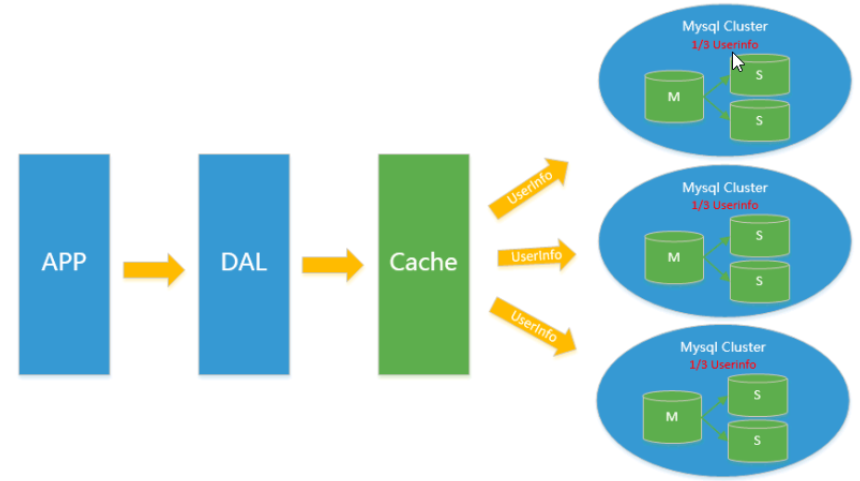 APP
DAL
Cache
UserInfo
UserInfo
UserInfo
Mysql Cluster
1/3 Userinfo
M
S
S
Mysql Cluster
1/3 Userinfo
M
S
S
Mysql Cluster
1/3 Userinfo
M
S
S